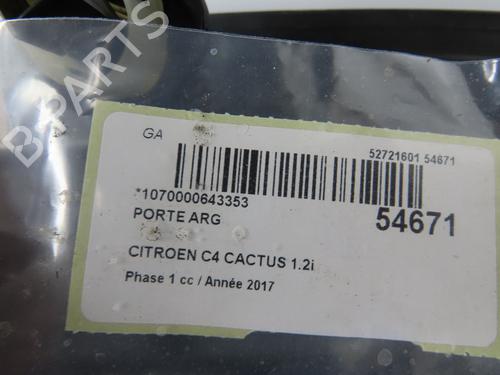 B-PARTS
GA
52721601 54671
*1070000643353
54671
PORTE ARG
CITROEN C4 CACTUS 1.2i
Phase 1 cc / Année 2017